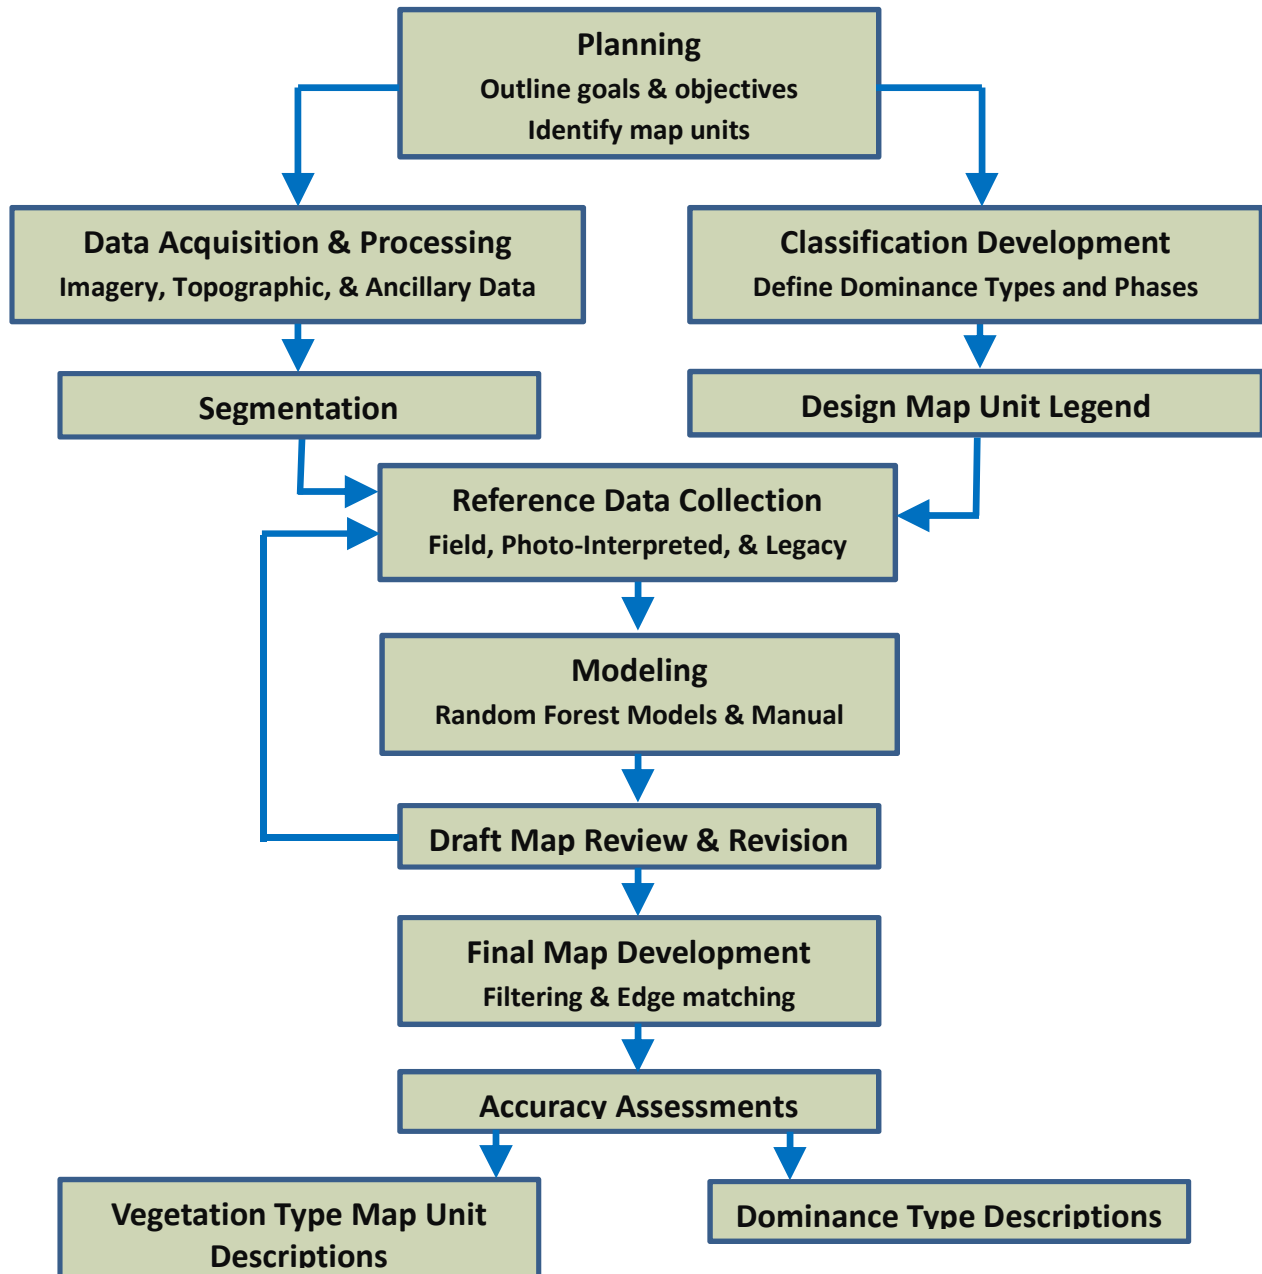 Planning
Outline goals & objectives
Identify map units
Data Acquisition & Processing
Imagery, Topographic, & Ancillary Data
Classification Development
Define Dominance Types and Phases
Segmentation
Design Map Unit Legend
Reference Data Collection
Field, Photo-Interpreted, & Legacy
Modeling
Random Forest Models & Manual
Draft Map Review & Revision
Final Map Development
Filtering & Edge matching
Accuracy Assessments
Vegetation Type Map Unit
Descriptions
Dominance Type Descriptions